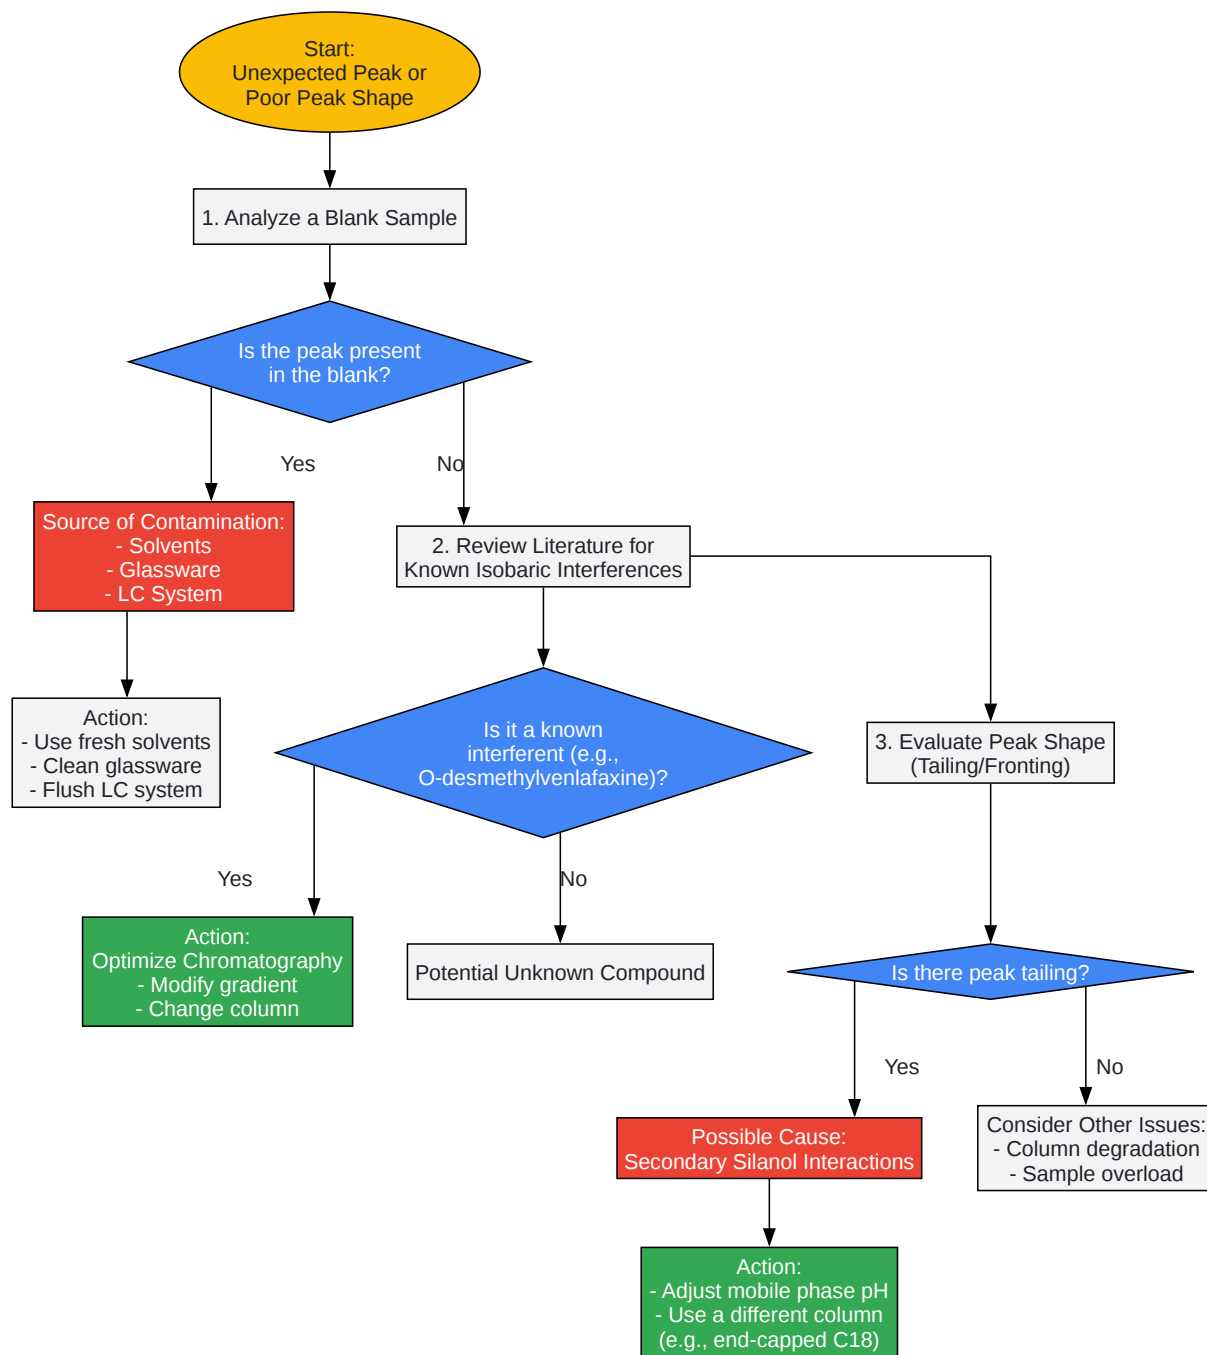 Start:
Unexpected Peak or
Poor Peak Shape
1. Analyze a Blank Sample
Is the peak present
in the blank?
Yes
No
Source of Contamination:
- Solvents
- Glassware
- LC System
2. Review Literature for
Known Isobaric Interferences
Action:
- Use fresh solvents
- Clean glassware
- Flush LC system
Is it a known
interferent (e.g.,
O-desmethylvenlafaxine)?
3. Evaluate Peak Shape
(Tailing/Fronting)
Yes
No
Action:
Optimize Chromatography
- Modify gradient
- Change column
Potential Unknown Compound
Is there peak tailing?
Yes
No
Possible Cause:
Secondary Silanol Interactions
Consider Other Issues:
- Column degradation
- Sample overload
Action:
- Adjust mobile phase pH
- Use a different column
(e.g., end-capped C18)